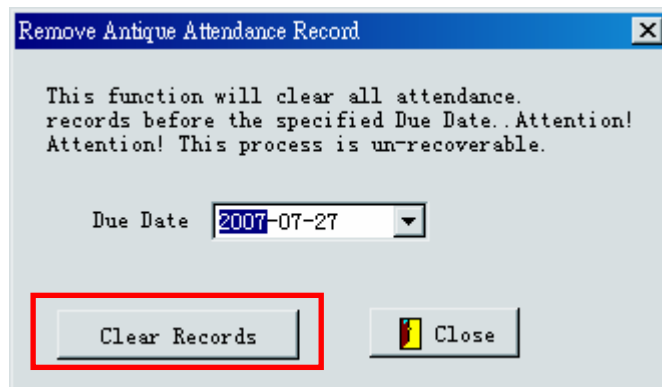 Remove Antique Attendance Record
This function will clear all attendance.
records before the specified Due Date..Attention!
Attention! This process is un-recoverable.
Due Date 2007-07-27
Clear Records Close